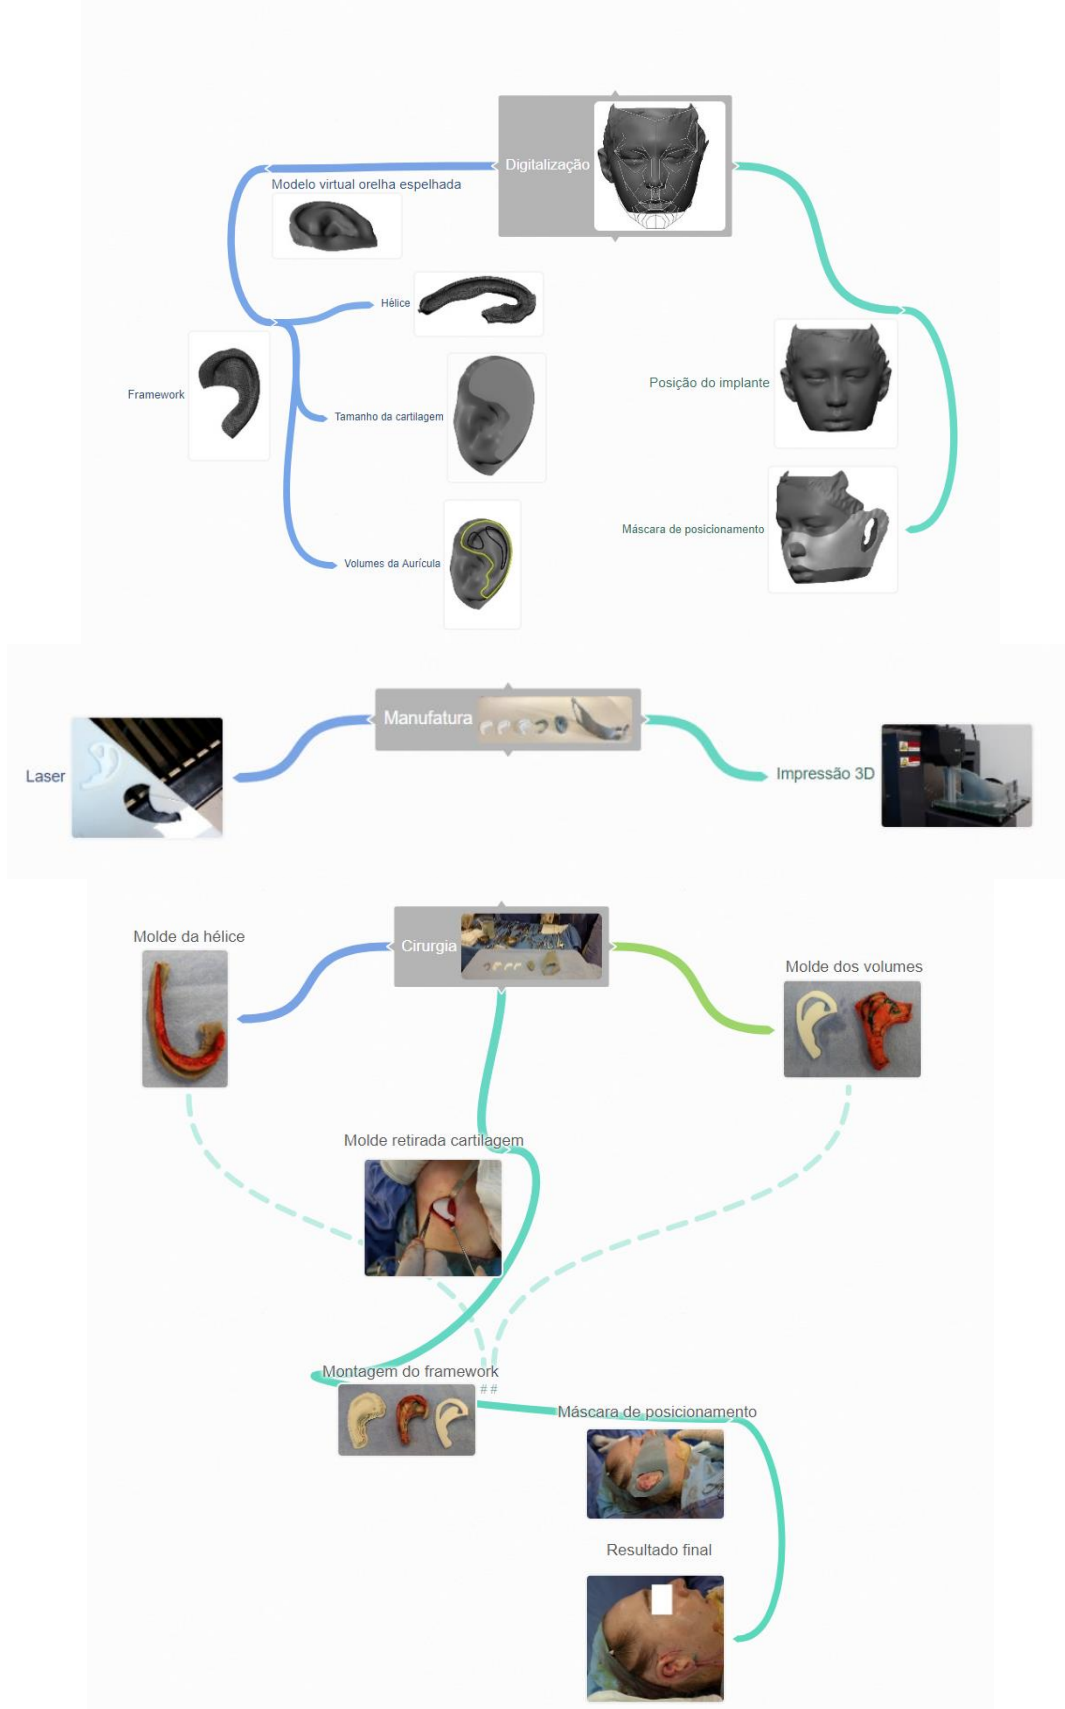 Digitalização
Modelo virtual orelha espelhada
Hélice
Framework
Tamanho da cartilagem
Volumes da Aurícula
Posição do implante
Máscara de posicionamento
Manufatura
Laser
Impressão 3D
Cirurgia
Molde da hélice
Molde dos volumes
Molde retirada cartilagem
Montagem do framework
##
Máscara de posicionamento
Resultado final